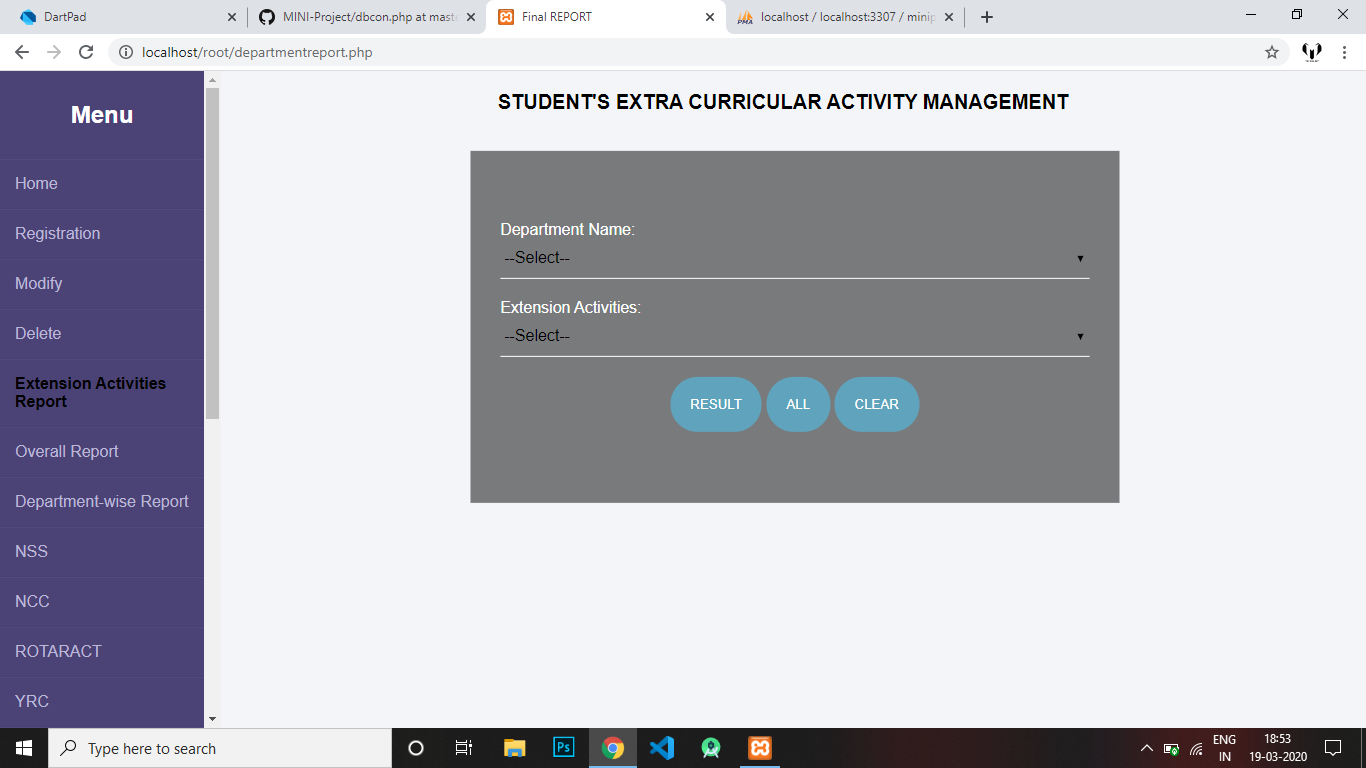 DartPad
MINI-Project/dbcon.php at mast
Final REPORT
localhost / localhost:3307 / minip
localhost/root/departmentreport.php
Menu
Home
Registration
Modify
Delete
Extension Activities
Report
Overall Report
Department-wise Report
NSS
NCC
ROTARACT
YRC
STUDENT'S EXTRA CURRICULAR ACTIVITY MANAGEMENT
Department Name:
--Select--
Extension Activities:
--Select--
RESULT ALL CLEAR
Type here to search
Ps
ENG
IN
18:53
19-03-2020